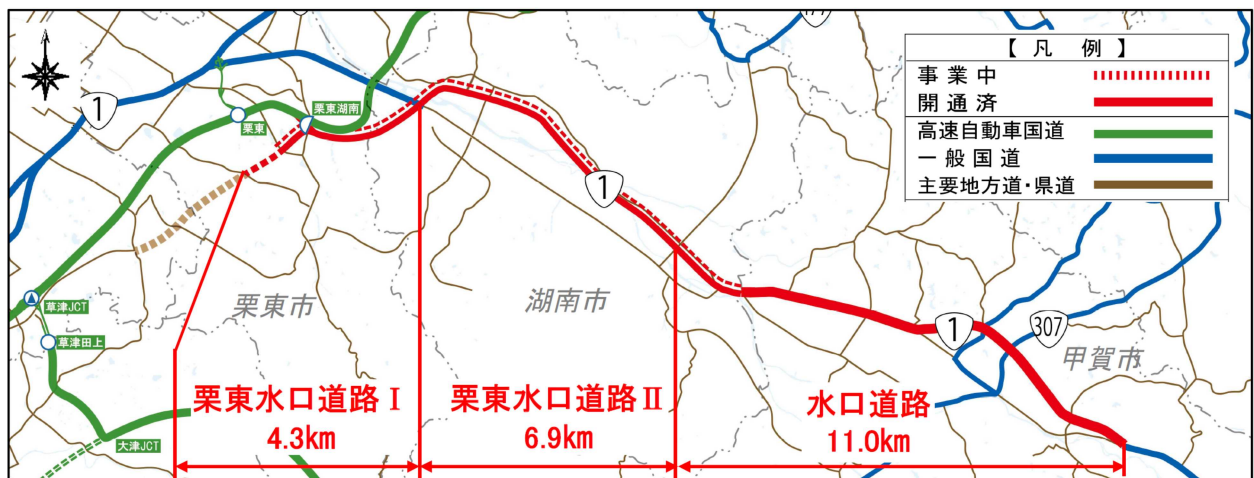 【 凡 例 】
事 業 中
開 通 済
高速自動車国道
一 般 国 道
主要地方道・県道
1
栗東湖南
栗東
1
草津JCT
草津田上
大津JCT
栗東市
湖南市
1
307
甲賀市
栗東水口道路Ⅰ
4.3km
栗東水口道路Ⅱ
6.9km
水口道路
11.0km